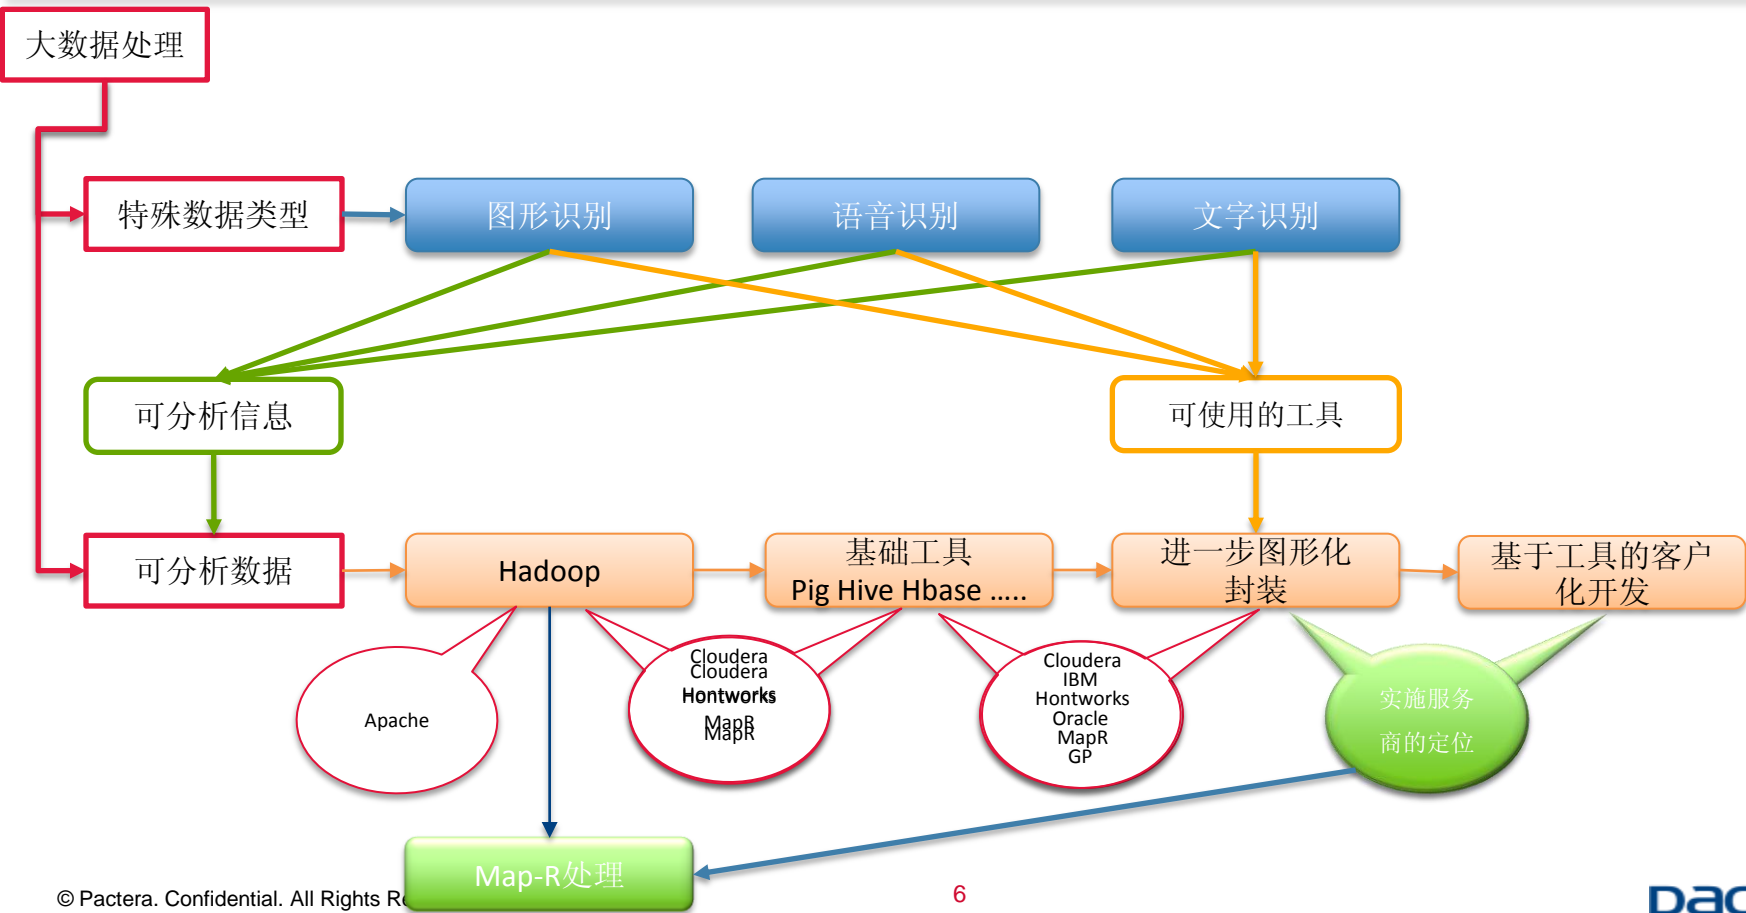 大数据处理
特殊数据类型
图形识别
语音识别
文字识别
可分析信息
可使用的工具
可分析数据
Hadoop
基础工具
Pig Hive Hbase .....
进一步图形化
封装
基于工具的客户
化开发
Apache
Cloudera
Cloudera
Hontworks
MapR
MapR
Cloudera
IBM
Hontworks
Oracle
MapR
GP
实施服务
商的定位
Map-R处理
© Pactera. Confidential. All Rights
6